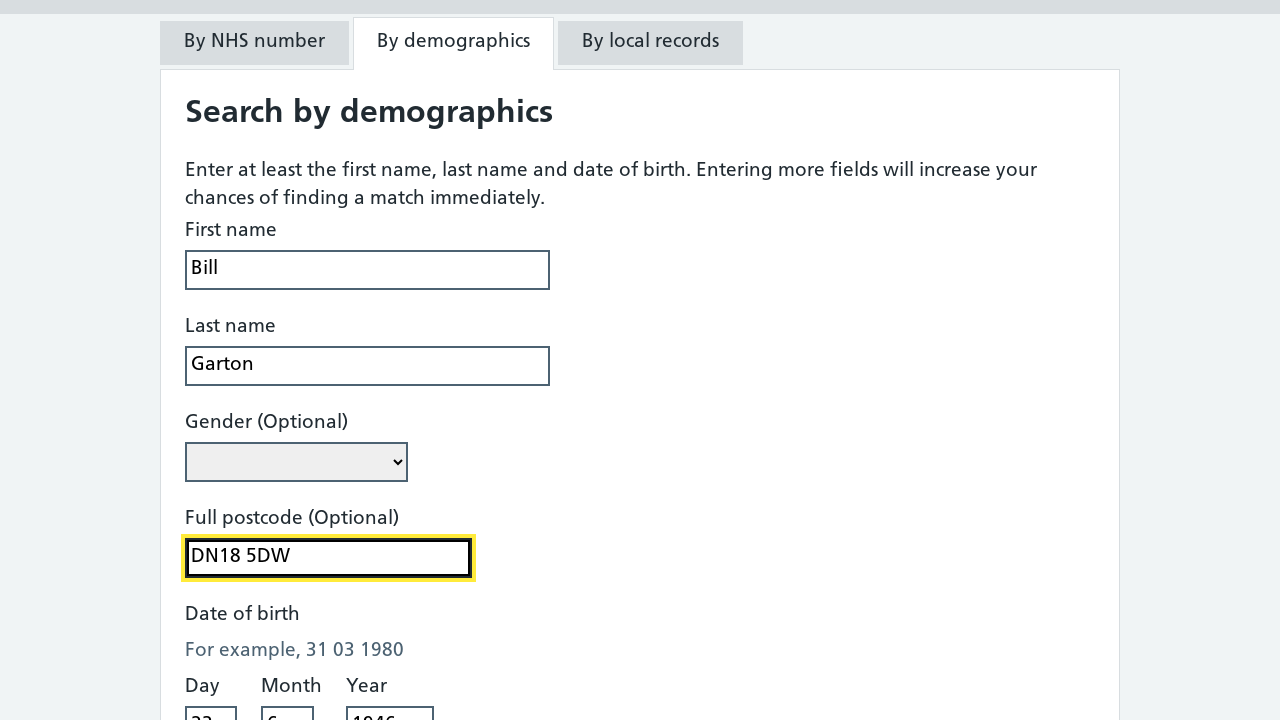 By NHS number
By demographics
By local records
Search by demographics
Enter at least the first name, last name and date of birth. Entering more fields will increase your
chances of finding a match immediately.
First name
Bill
Last name
Garton
Gender (Optional)
Full postcode (Optional)
DN18 5DW
Date of birth
For example, 31 03 1980
Day Month Year